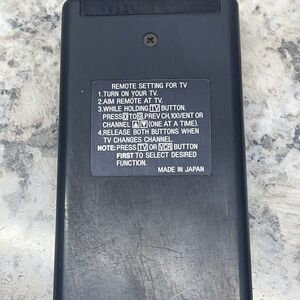 REMOTE SETTING FOR TV
1.TURN ON YOUR TV.
2.AIM REMOTE AT TV.
3.WHILE HOLDING TV BUTTON.
PRESS 0 TO 9, PREV CH, 100/ENT OR
CHANNEL ▲ ▼ (ONE AT A TIME).
4.RELEASE BOTH BUTTONS WHEN
TV CHANGES CHANNEL.
NOTE: PRESS TV OR VCR BUTTON
FIRST TO SELECT DESIRED
FUNCTION.
MADE IN JAPAN